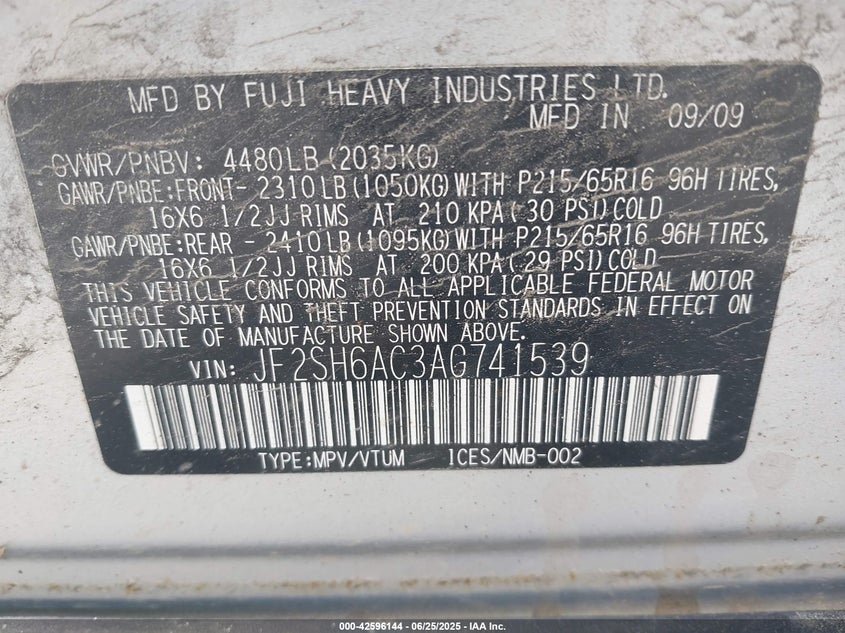 MFD BY FUJI HEAVY INDUSTRIES LTD.
MFD IN 09/09
GVWR/PNBV: 4480LB(2035KG)
GAWR/PNBE:FRONT- 2310LB(1050KG)WITH P215/65R16 96H TIRES,
16X6 1/2JJ RIMS AT 210 KPA( 30 PSI)COLD
GAWR/PNBE:REAR - 2410LB(1095KG)WITH P215/65R16 96H TIRES,
16X6 1/2JJ RIMS AT 200 KPA( 29 PSI)COLD
THIS VEHICLE CONFORMS TO ALL APPLICABLE FEDERAL MOTOR
VEHICLE SAFETY AND THEFT PREVENTION STANDARDS IN EFFECT ON
THE DATE OF MANUFACTURE SHOWN ABOVE.
VIN: JF2SH6AC3AG741539
TYPE:MPV/VTUM ICES/NMB-002
000-42596144 - 06/25/2025 - IAA Inc.